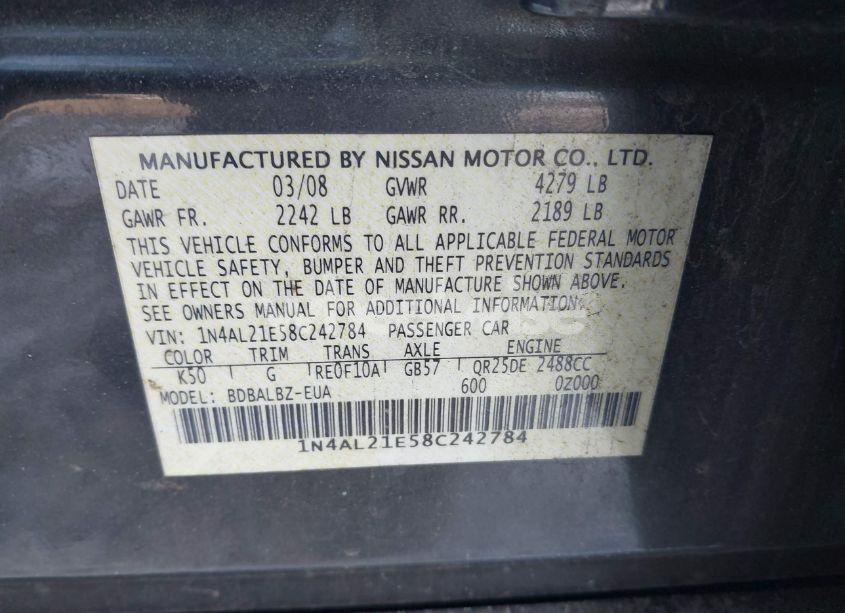 MANUFACTURED BY NISSAN MOTOR CO., LTD.
DATE 03/08 GVWR 4279 LB
GAWR FR. 2242 LB GAWR RR. 2189 LB
THIS VEHICLE CONFORMS TO ALL APPLICABLE FEDERAL MOTOR
VEHICLE SAFETY, BUMPER AND THEFT PREVENTION STANDARDS
IN EFFECT ON THE DATE OF MANUFACTURE SHOWN ABOVE.
SEE OWNERS MANUAL FOR ADDITIONAL INFORMATION.
VIN: 1N4AL21E58C242784 PASSENGER CAR
COLOR TRIM TRANS AXLE ENGINE
K50 G RE0F10A GB57 QR25DE 2488CC
MODEL: BDBALBZ-EUA 600 0Z000
1N4AL21E58C242784